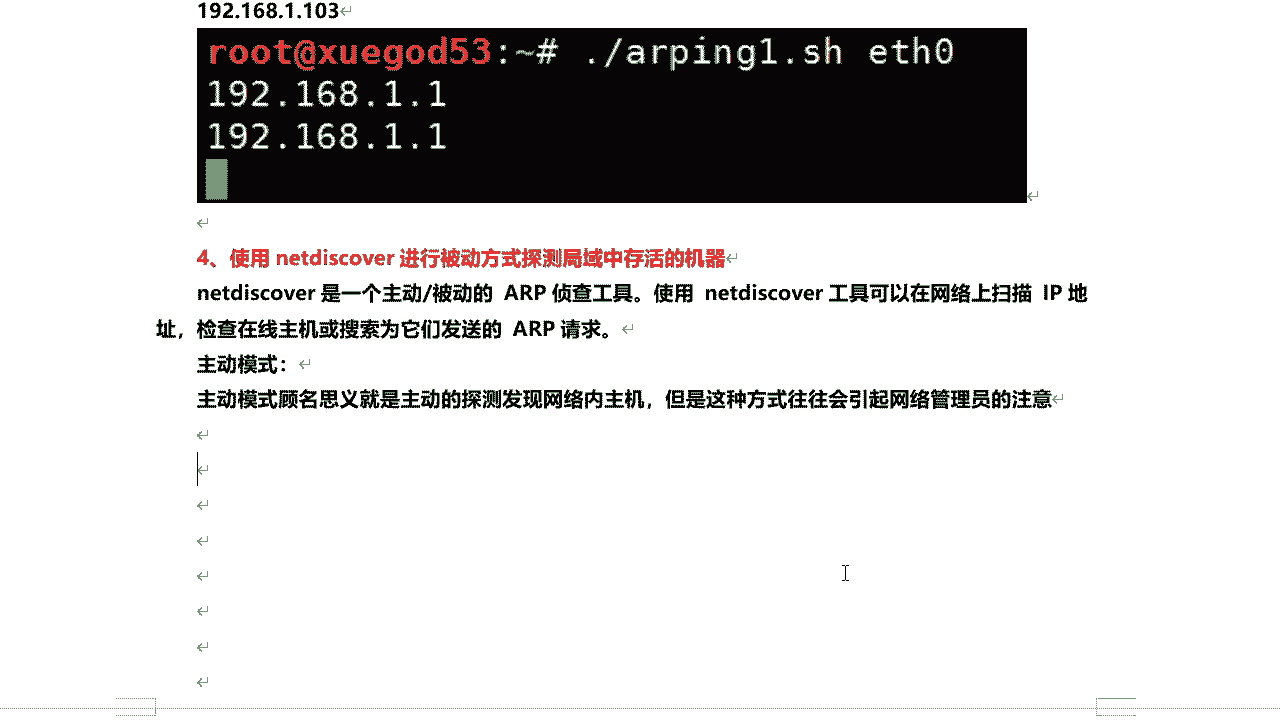 192.168.1.103
root@xuegod53:~# ./arping1.sh eth0
192.168.1.1
192.168.1.1
4、使用 netdiscover 进行被动方式探测局域中存活的机器
netdiscover 是一个主动/被动的 ARP 侦查工具。使用 netdiscover 工具可以在网络上扫描 IP 地
址，检查在线主机或搜索为它们发送的 ARP 请求。
主动模式：
主动模式顾名思义就是主动的探测发现网络内主机，但是这种方式往往会引起网络管理员的注意